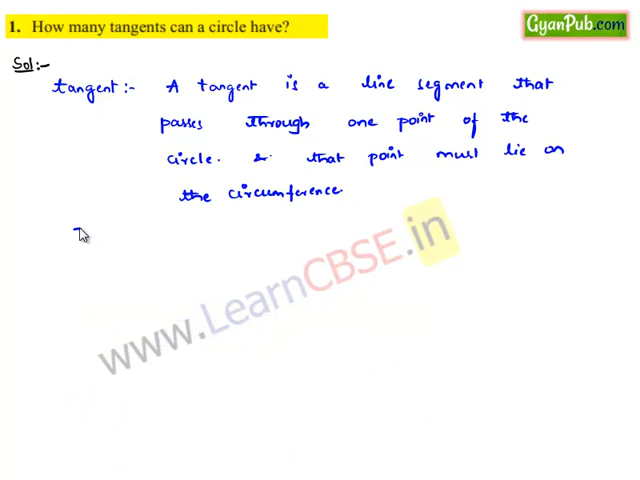 1. How many tangents can a circle have?
GyanPub.com
Sol:-
tangent:- A tangent is a line segment that
passes through one point of the
circle. & that point must lie on
the circumference.
www.LearnCBSE.in